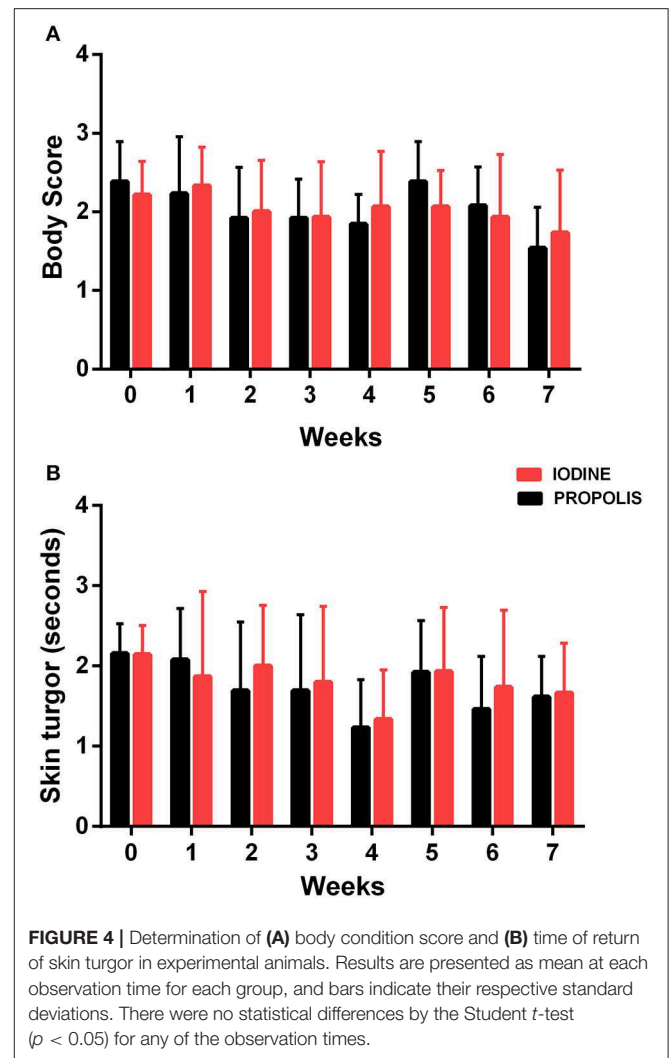 A
4
3
2
1
0
Body Score
0 1 2 3 4 5 6 7
Weeks
B
IODINE
PROPOLIS
4
3
2
1
0
Skin turgor (seconds)
0 1 2 3 4 5 6 7
Weeks
FIGURE 4 | Determination of (A) body condition score and (B) time of return
of skin turgor in experimental animals. Results are presented as mean at each
observation time for each group, and bars indicate their respective standard
deviations. There were no statistical differences by the Student t-test
(p < 0.05) for any of the observation times.